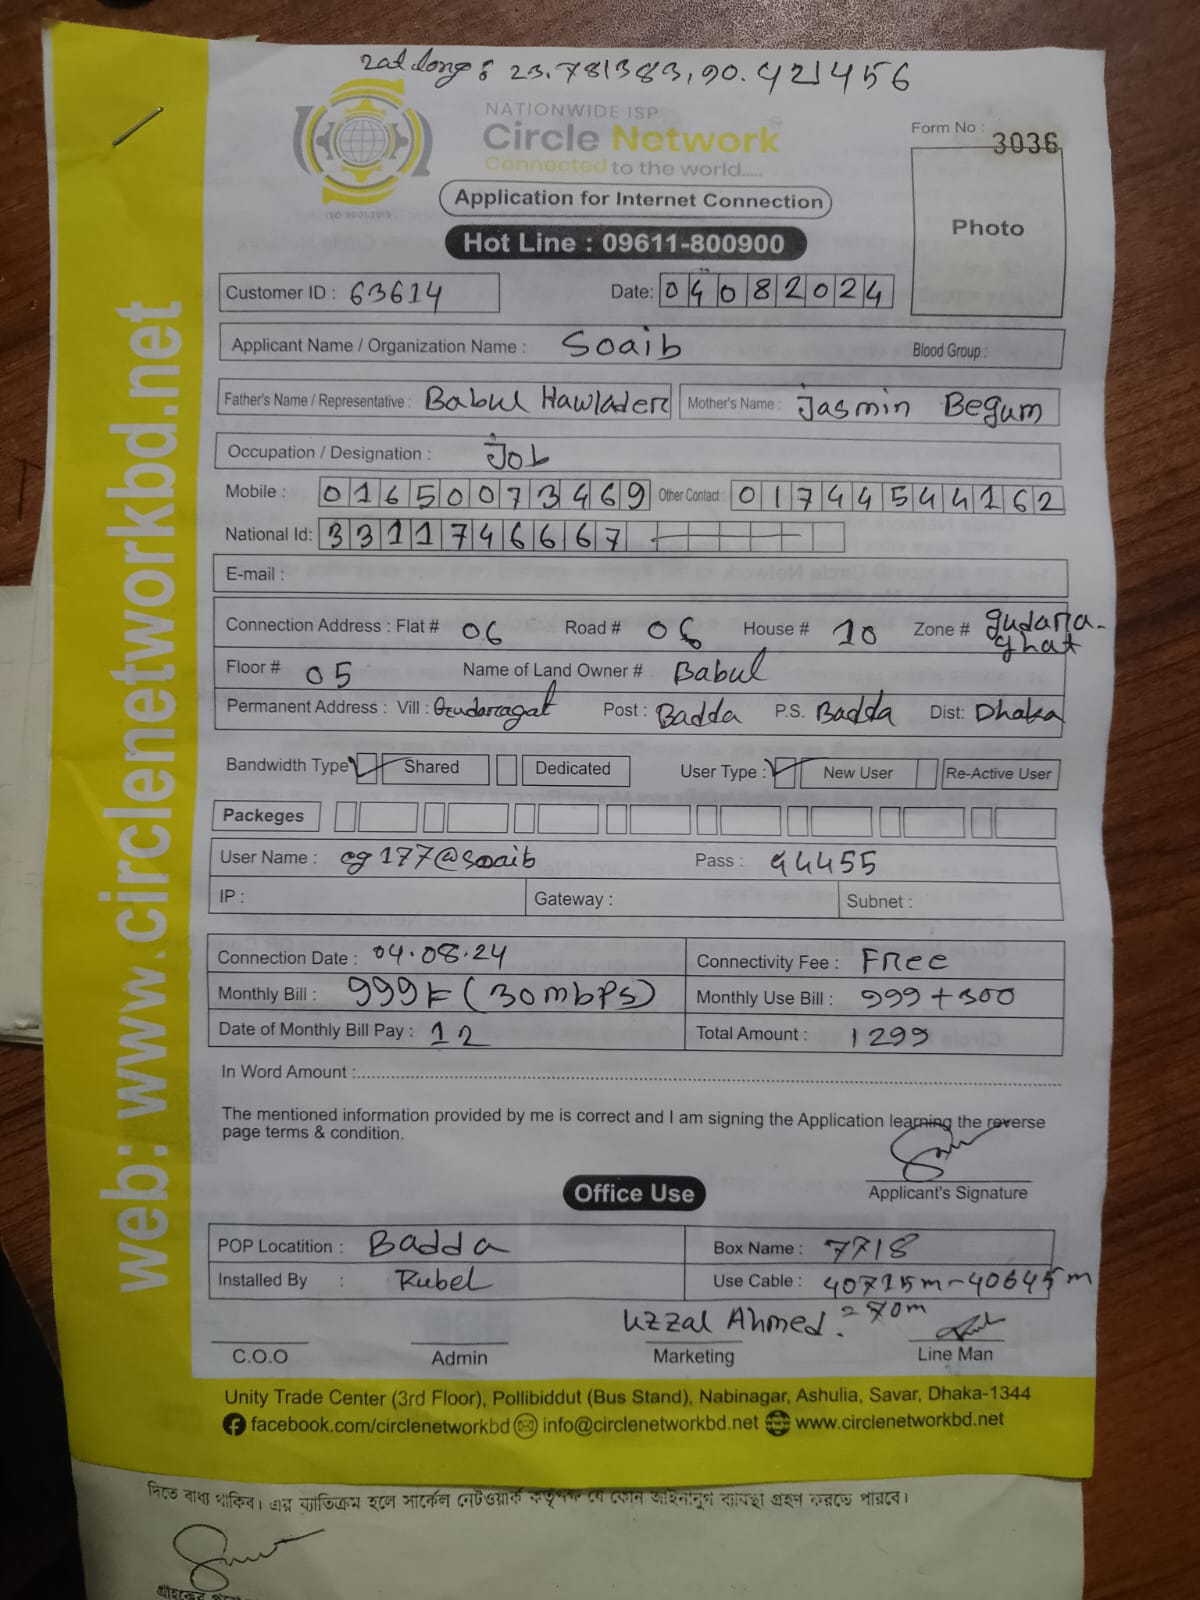 Lat long : 23.781383, 90.421456
NATIONWIDE ISP
Circle Network
Connected to the world.....
ISO 9001:2015
Form No : 3036
Photo
Application for Internet Connection
Hot Line : 09611-800900
Customer ID : 63614 Date: 04082024
Applicant Name / Organization Name : Soaib Blood Group :
Father's Name / Representative : Babul Hawlader Mother's Name : Jasmin Begum
Occupation / Designation : Job
Mobile : 01650073469 Other Contact : 01744544162
National Id: 3311746667
E-mail :
Connection Address : Flat # 06 Road # 06 House # 10 Zone # gudara-ghat
Floor # 05 Name of Land Owner # Babul
Permanent Address : Vill : Gudaragat Post : Badda P.S. Badda Dist: Dhaka
Bandwidth Type Shared Dedicated User Type : New User Re-Active User
Packeges
User Name : cg177@soaib Pass : 94455
IP : Gateway : Subnet :
Connection Date : 04.08.24 Connectivity Fee : Free
Monthly Bill : 999 (30mbps) Monthly Use Bill : 999+300
Date of Monthly Bill Pay : 12 Total Amount : 1299
In Word Amount :
The mentioned information provided by me is correct and I am signing the Application learning the reverse
page terms & condition.
Applicant's Signature
Office Use
POP Locatition : Badda Box Name : 7718
Installed By : Rubel Use Cable : 40715m-40645m
Uzzal Ahmed. = 70m
C.O.O Admin Marketing Line Man
Unity Trade Center (3rd Floor), Pollibiddut (Bus Stand), Nabinagar, Ashulia, Savar, Dhaka-1344
facebook.com/circlenetworkbd info@circlenetworkbd.net www.circlenetworkbd.net
web: www.circlenetworkbd.net
দিতে বাধ্য থাকিব। এর ব্যতিক্রম হলে সার্কেল নেটওয়ার্ক কর্তৃপক্ষ যে কোন আইনানুগ ব্যবস্থা গ্রহণ করতে পারবে।